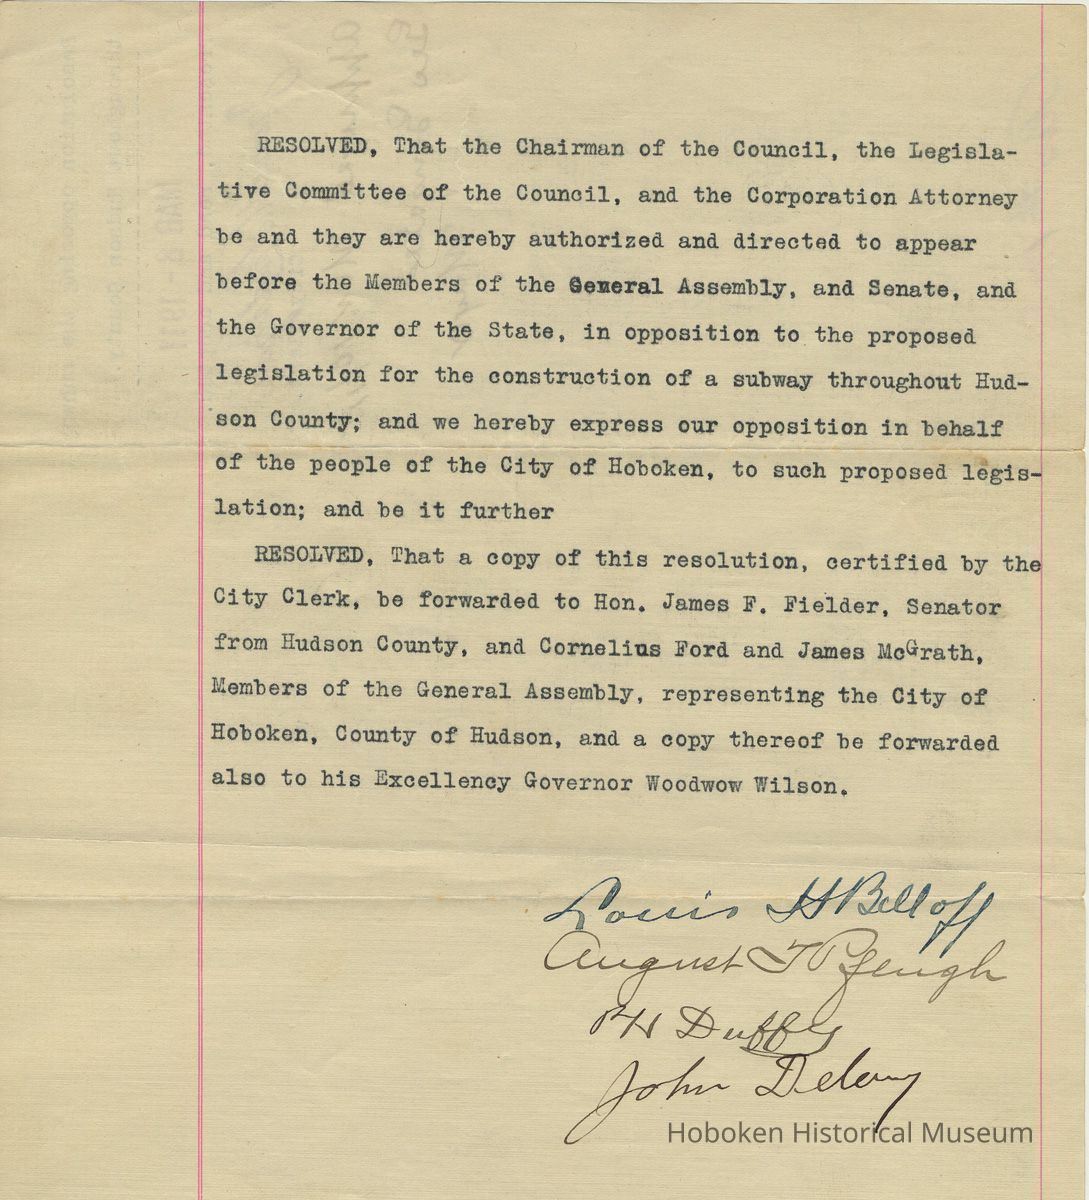 RESOLVED, That the Chairman of the Council, the Legisla-
tive Committee of the Council, and the Corporation Attorney
be and they are hereby authorized and directed to appear
before the Members of the General Assembly, and Senate, and
the Governor of the State, in opposition to the proposed
legislation for the construction of a subway throughout Hud-
son County; and we hereby express our opposition in behalf
of the people of the City of Hoboken, to such proposed legis-
lation; and be it further
RESOLVED, That a copy of this resolution, certified by the
City Clerk, be forwarded to Hon. James F. Fielder, Senator
from Hudson County, and Cornelius Ford and James McGrath,
Members of the General Assembly, representing the City of
Hoboken, County of Hudson, and a copy thereof be forwarded
also to his Excellency Governor Woodwow Wilson.
Louis H Belloff
August
Duffy
John Delany
Hoboken Historical Museum